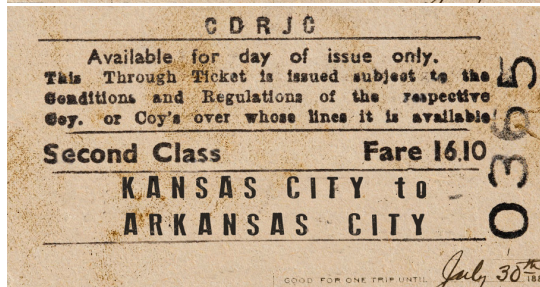 CDRJC
Available for day of issue only.
This Through Ticket is issued subject to the
Conditions and Regulations of the respective
Coy. or Coy's over whose lines it is available
Second Class Fare 16.10
KANSAS CITY to
ARKANSAS CITY
0365
GOOD FOR ONE TRIP UNTIL July 30th